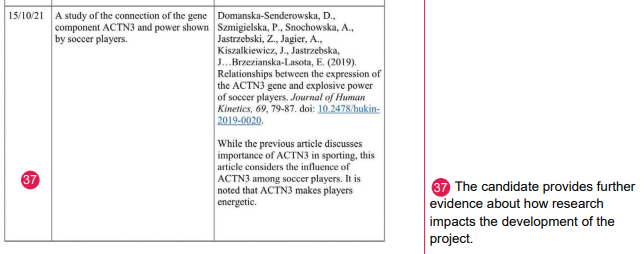 15/10/21
A study of the connection of the gene
component ACTN3 and power shown
by soccer players.
Domanska-Senderowska, D.,
Szmigielska, P., Snochowska, A.,
Jastrzebski, Z., Jagier, A.,
Kiszalkiewicz, J., Jastrzebska,
J…Brzezianska-Lasota, E. (2019).
Relationships between the expression of
the ACTN3 gene and explosive power
of soccer players. Journal of Human
Kinetics, 69, 79-87. doi: 10.2478/hukin-
2019-0020.
While the previous article discusses
importance of ACTN3 in sporting, this
article considers the influence of
ACTN3 among soccer players. It is
noted that ACTN3 makes players
energetic.
37
37 The candidate provides further
evidence about how research
impacts the development of the
project.